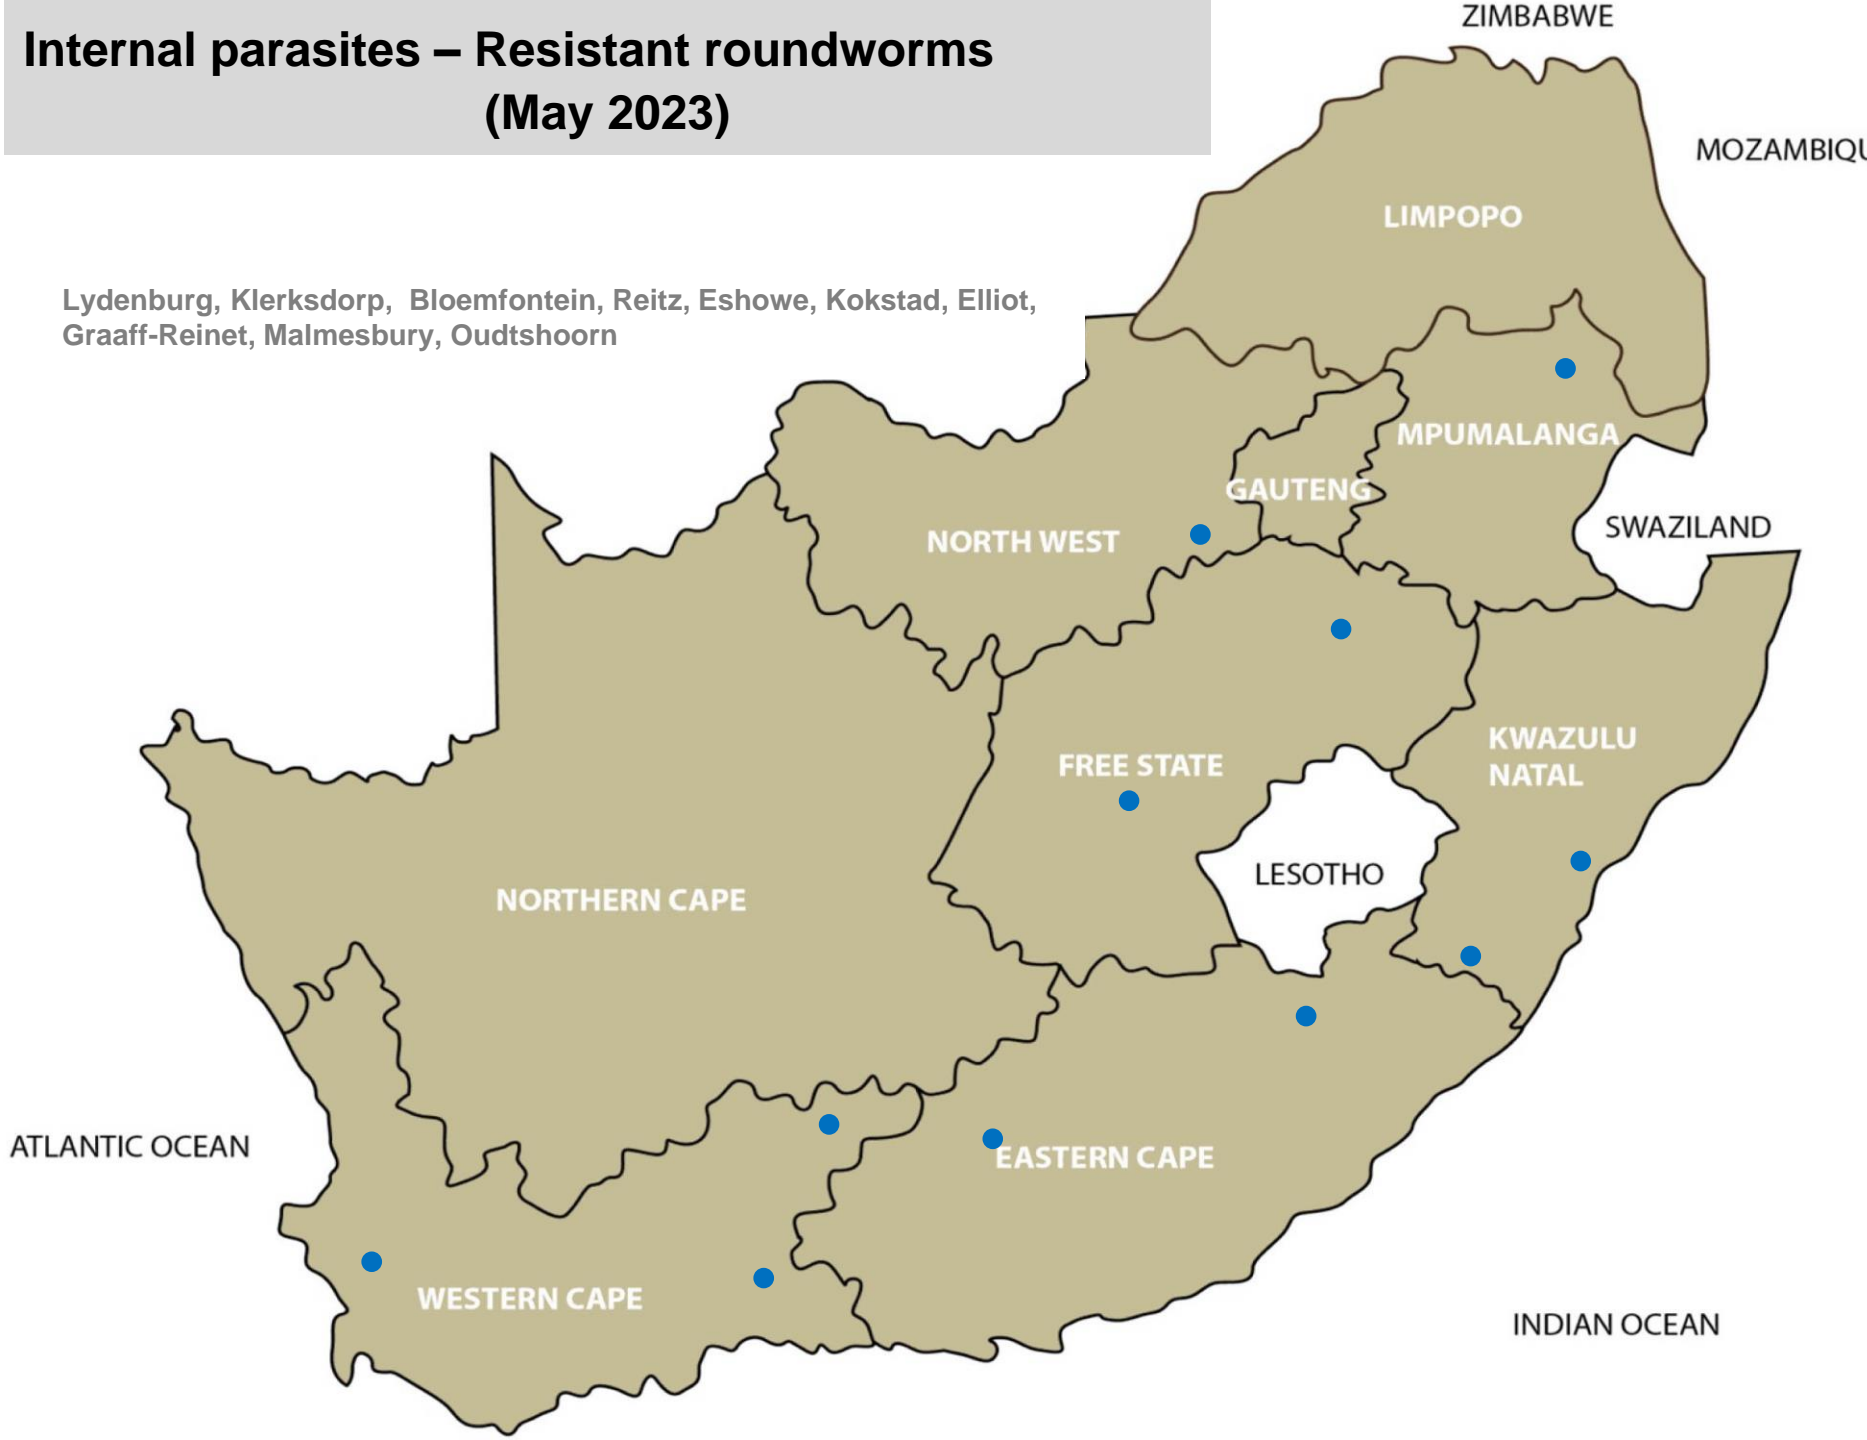 Internal parasites – Resistant roundworms
(May 2023)
ZIMBABWE
MOZAMBIQU
LIMPOPO
Lydenburg, Klerksdorp, Bloemfontein, Reitz, Eshowe, Kokstad, Elliot,
Graaff-Reinet, Malmesbury, Oudtshoorn
MPUMALANGA
GAUTENG
SWAZILAND
NORTH WEST
KWAZULU
NATAL
FREE STATE
LESOTHO
NORTHERN CAPE
ATLANTIC OCEAN
EASTERN CAPE
WESTERN CAPE
INDIAN OCEAN